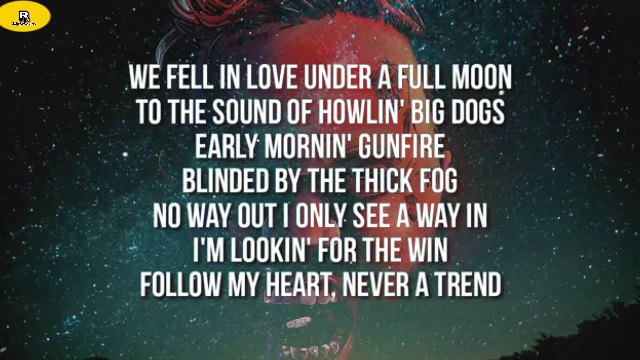 WE FELL IN LOVE UNDER A FULL MOON
TO THE SOUND OF HOWLIN' BIG DOGS
EARLY MORNIN' GUNFIRE
BLINDED BY THE THICK FOG
NO WAY OUT I ONLY SEE A WAY IN
I'M LOOKIN' FOR THE WIN
FOLLOW MY HEART, NEVER A TREND